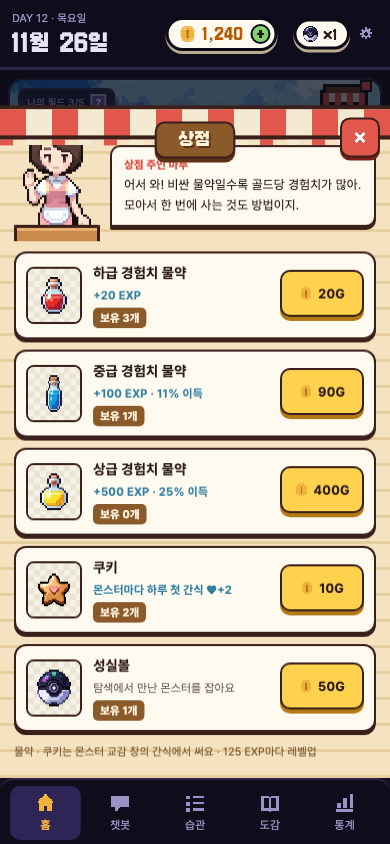 DAY 12 · 목요일
11월 26일
1,240
×1
나의 필드 3/5 ?
상점
상점 주인 마루
어서 와! 비싼 물약일수록 골드당 경험치가 많아.
모아서 한 번에 사는 것도 방법이지.
하급 경험치 물약
+20 EXP
보유 3개
20G
중급 경험치 물약
+100 EXP · 11% 이득
보유 1개
90G
상급 경험치 물약
+500 EXP · 25% 이득
보유 0개
400G
쿠키
몬스터마다 하루 첫 간식 ♥+2
보유 2개
10G
성실볼
탐색에서 만난 몬스터를 잡아요
보유 1개
50G
물약 · 쿠키는 몬스터 교감 창의 간식에서 써요 · 125 EXP마다 레벨업
홈
챗봇
습관
도감
통계